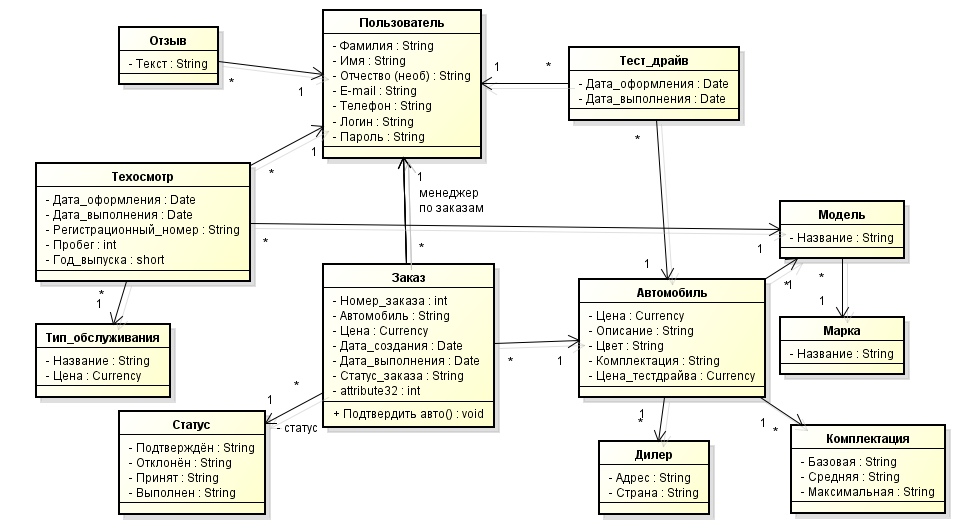 Отзыв
- Текст : String
*
1
Пользователь
- Фамилия : String
- Имя : String
- Отчество (необ) : String
- E-mail : String
- Телефон : String
- Логин : String
- Пароль : String
1
*
Тест_драйв
- Дата_оформления : Date
- Дата_выполнения : Date
*
1
Техосмотр
- Дата_оформления : Date
- Дата_выполнения : Date
- Регистрационный_номер : String
- Пробег : int
- Год_выпуска : short
1
*
*
1
*
1
1
менеджер
по заказам
*
Модель
- Название : String
*
1
Марка
- Название : String
Тип_обслуживания
- Название : String
- Цена : Currency
Заказ
- Номер_заказа : int
- Автомобиль : String
- Цена : Currency
- Дата_создания : Date
- Дата_выполнения : Date
- Статус_заказа : String
- attribute32 : int
+ Подтвердить авто() : void
*
1
Автомобиль
- Цена : Currency
- Описание : String
- Цвет : String
- Комплектация : String
- Цена_тестдрайва : Currency
*
1
*
1
- статус
Статус
- Подтверждён : String
- Отклонён : String
- Принят : String
- Выполнен : String
1
*
Дилер
- Адрес : String
- Страна : String
1
*
Комплектация
- Базовая : String
- Средняя : String
- Максимальная : String